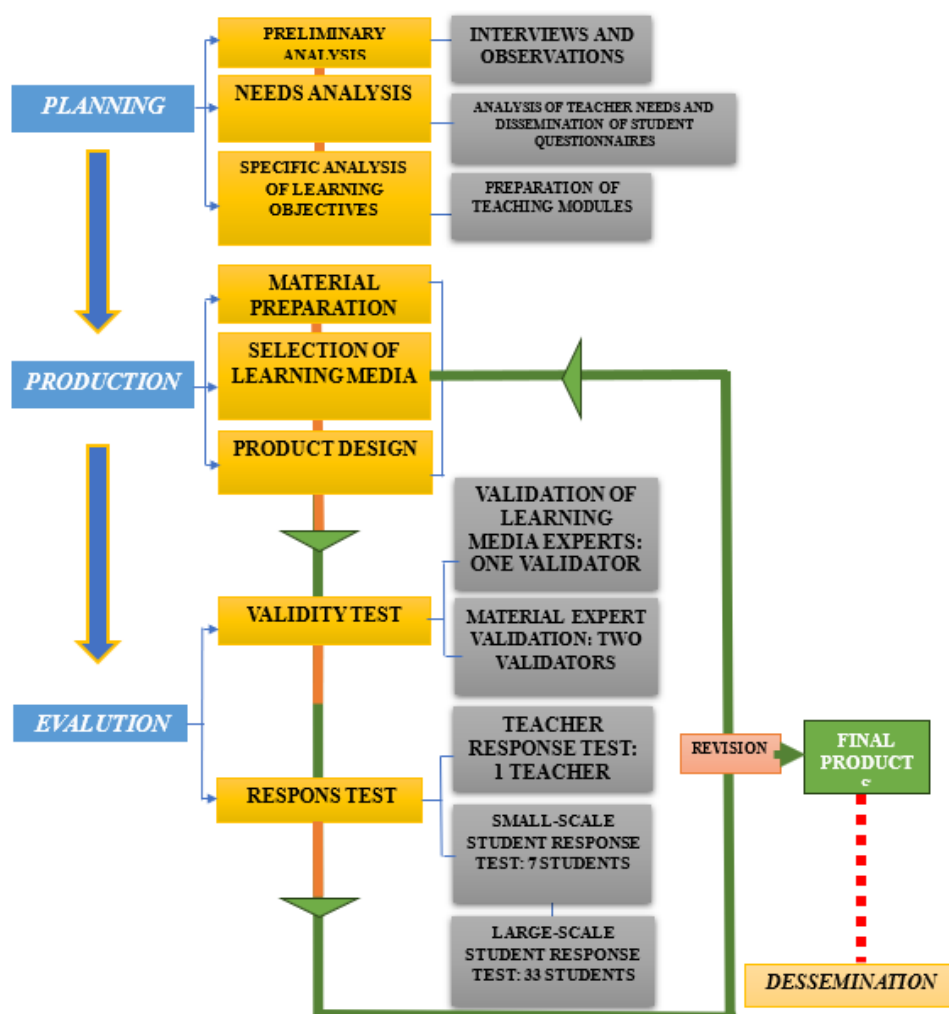 PRELIMINARY
ANALYSIS
INTERVIEWS AND
OBSERVATIONS
PLANNING
NEEDS ANALYSIS
ANALYSIS OF TEACHER NEEDS AND
DISSEMINATION OF STUDENT
QUESTIONNAIRES
SPECIFIC ANALYSIS
OF LEARNING
OBJECTIVES
PREPARATION OF
TEACHING MODULES
MATERIAL
PREPARATION
PRODUCTION
SELECTION OF
LEARNING MEDIA
PRODUCT DESIGN
VALIDATION OF
LEARNING
MEDIA EXPERTS:
ONE VALIDATOR
VALIDITY TEST
MATERIAL EXPERT
VALIDATION: TWO
VALIDATORS
EVALUTION
TEACHER
RESPONSE TEST:
1 TEACHER
RESPONS TEST
SMALL-SCALE
STUDENT RESPONSE
TEST: 7 STUDENTS
LARGE-SCALE
STUDENT RESPONSE
TEST: 33 STUDENTS
REVISION
FINAL
PRODUCT
DESSEMINATION